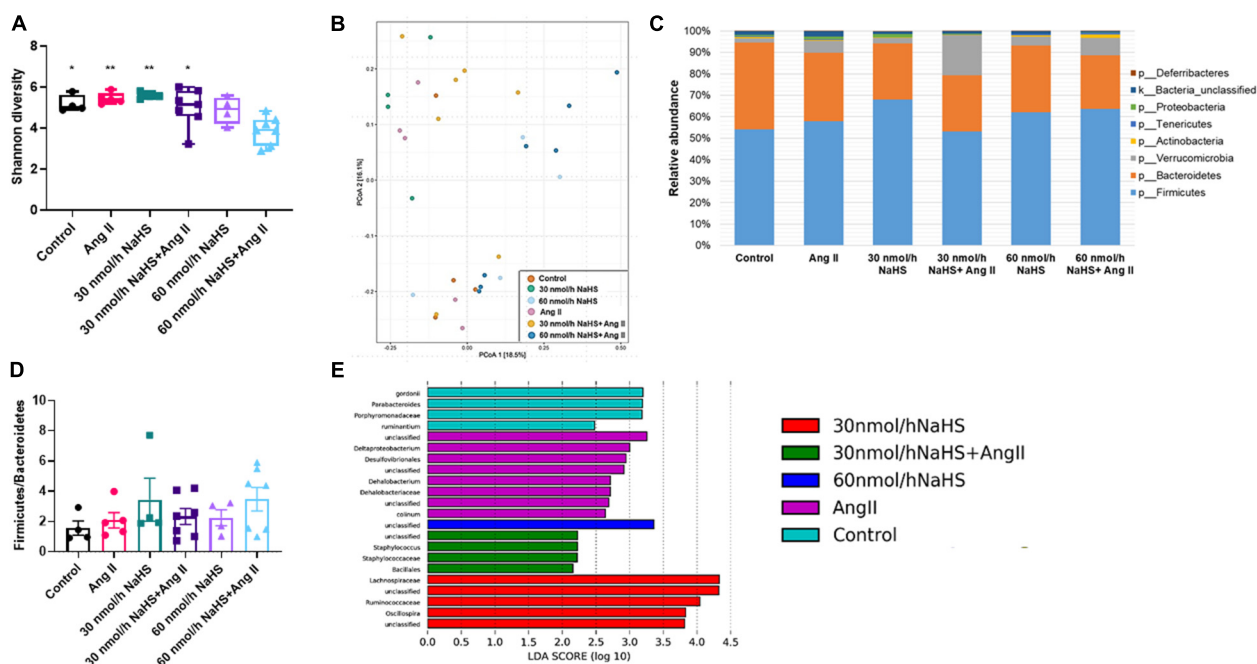 A
Shannon diversity
8
6
4
2
0
* ** ** *
Control
Ang II
30 nmol/h NaHS
30 nmol/h NaHS+Ang II
60 nmol/h NaHS
60 nmol/h NaHS+Ang II
B
PCoA 2 [16.1%]
0.2
0.1
0.0
-0.1
-0.2
-0.25 0.00 0.25 0.50
PCoA 1 [18.5%]
Control
30 nmol/h NaHS
60 nmol/h NaHS
Ang II
30 nmol/h NaHS+Ang II
60 nmol/h NaHS+Ang II
C
Relative abundance
100%
90%
80%
70%
60%
50%
40%
30%
20%
10%
0%
Control
Ang II
30 nmol/h
NaHS
30 nmol/h
NaHS+ Ang II
60 nmol/h
NaHS
60 nmol/h
NaHS+ Ang II
p__Deferribacteres
k__Bacteria_unclassified
p__Proteobacteria
p__Tenericutes
p__Actinobacteria
p__Verrucomicrobia
p__Bacteroidetes
p__Firmicutes
D
Firmicutes/Bacteroidetes
10
8
6
4
2
0
Control
Ang II
30 nmol/h NaHS
30 nmol/h NaHS+Ang II
60 nmol/h NaHS
60 nmol/h NaHS+Ang II
E
gordonii
Parabacteroides
Porphyromonadaceae
ruminantium
unclassified
Deltaproteobacterium
Desulfovibrionales
unclassified
Dehalobacterium
Dehalobacteriaceae
unclassified
colinum
unclassified
unclassified
Staphylococcus
Staphylococcaceae
Bacillales
Lachnospiraceae
unclassified
Ruminococcaceae
Oscillospira
unclassified
0.0 0.5 1.0 1.5 2.0 2.5 3.0 3.5 4.0 4.5
LDA SCORE (log 10)
30nmol/hNaHS
30nmol/hNaHS+AngII
60nmol/hNaHS
AngII
Control